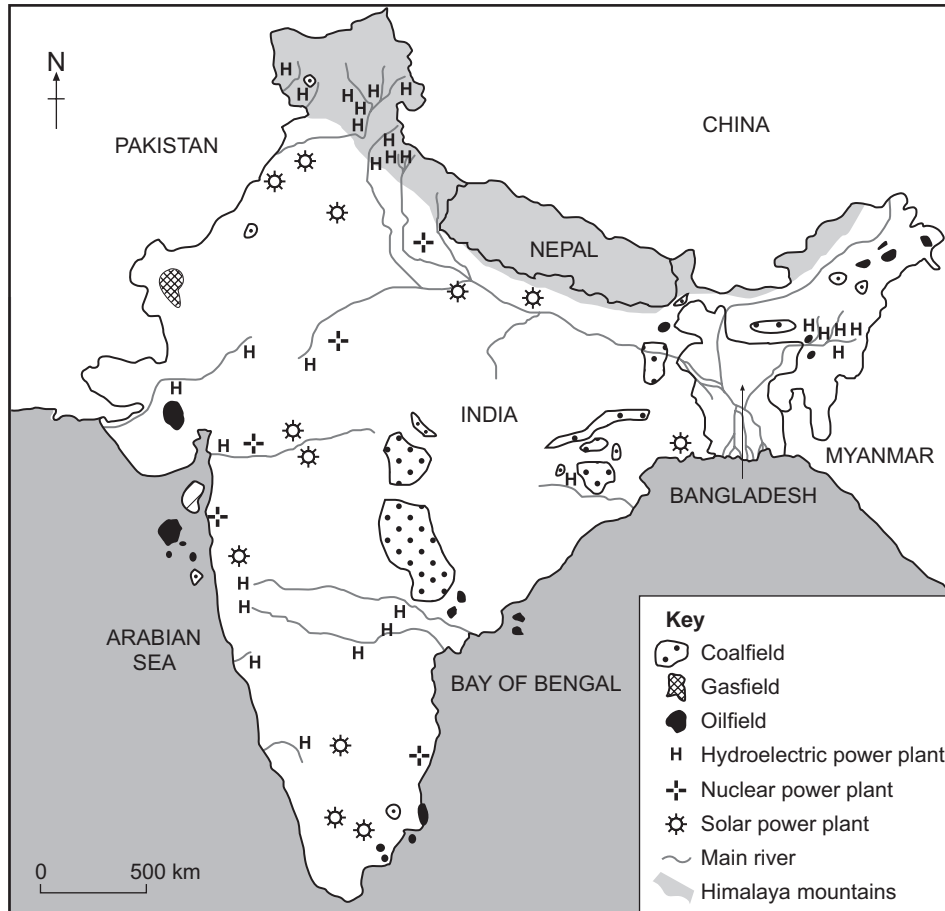 N
PAKISTAN
CHINA
H
H
H
H
H
H
H
H
H
H
H
NEPAL
H
H
H
H
H
H
H
H
INDIA
H
MYANMAR
H
BANGLADESH
H
H
H
ARABIAN
SEA
H
H
H
BAY OF BENGAL
H
0
500 km
Key
Coalfield
Gasfield
Oilfield
H Hydroelectric power plant
Nuclear power plant
Solar power plant
Main river
Himalaya mountains